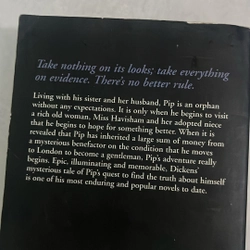 Take nothing on its looks; take everything
on evidence. There's no better rule.
Living with his sister and her husband, Pip is an orphan
without any expectations. It is only when he begins to visit
a rich old woman, Miss Havisham and her adopted niece
that he begins to hope for something better. When it is
revealed that Pip has inherited a large sum of money from
a mysterious benefactor on the condition that he moves
to London to become a gentleman, Pip's adventure really
begins. Epic, illuminating and memorable, Dickens'
mysterious tale of Pip's quest to find the truth about himself
is one of his most enduring and popular novels to date.